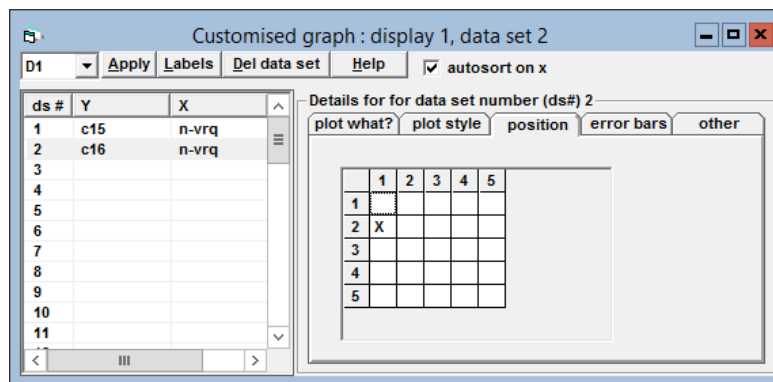 Customised graph : display 1, data set 2
D1 Apply Labels Del data set Help autosort on x
ds # Y X
1 c15 n-vrq
2 c16 n-vrq
3
4
5
6
7
8
9
10
11
Details for for data set number (ds#) 2
plot what? plot style position error bars other
1 2 3 4 5
1
2 X
3
4
5